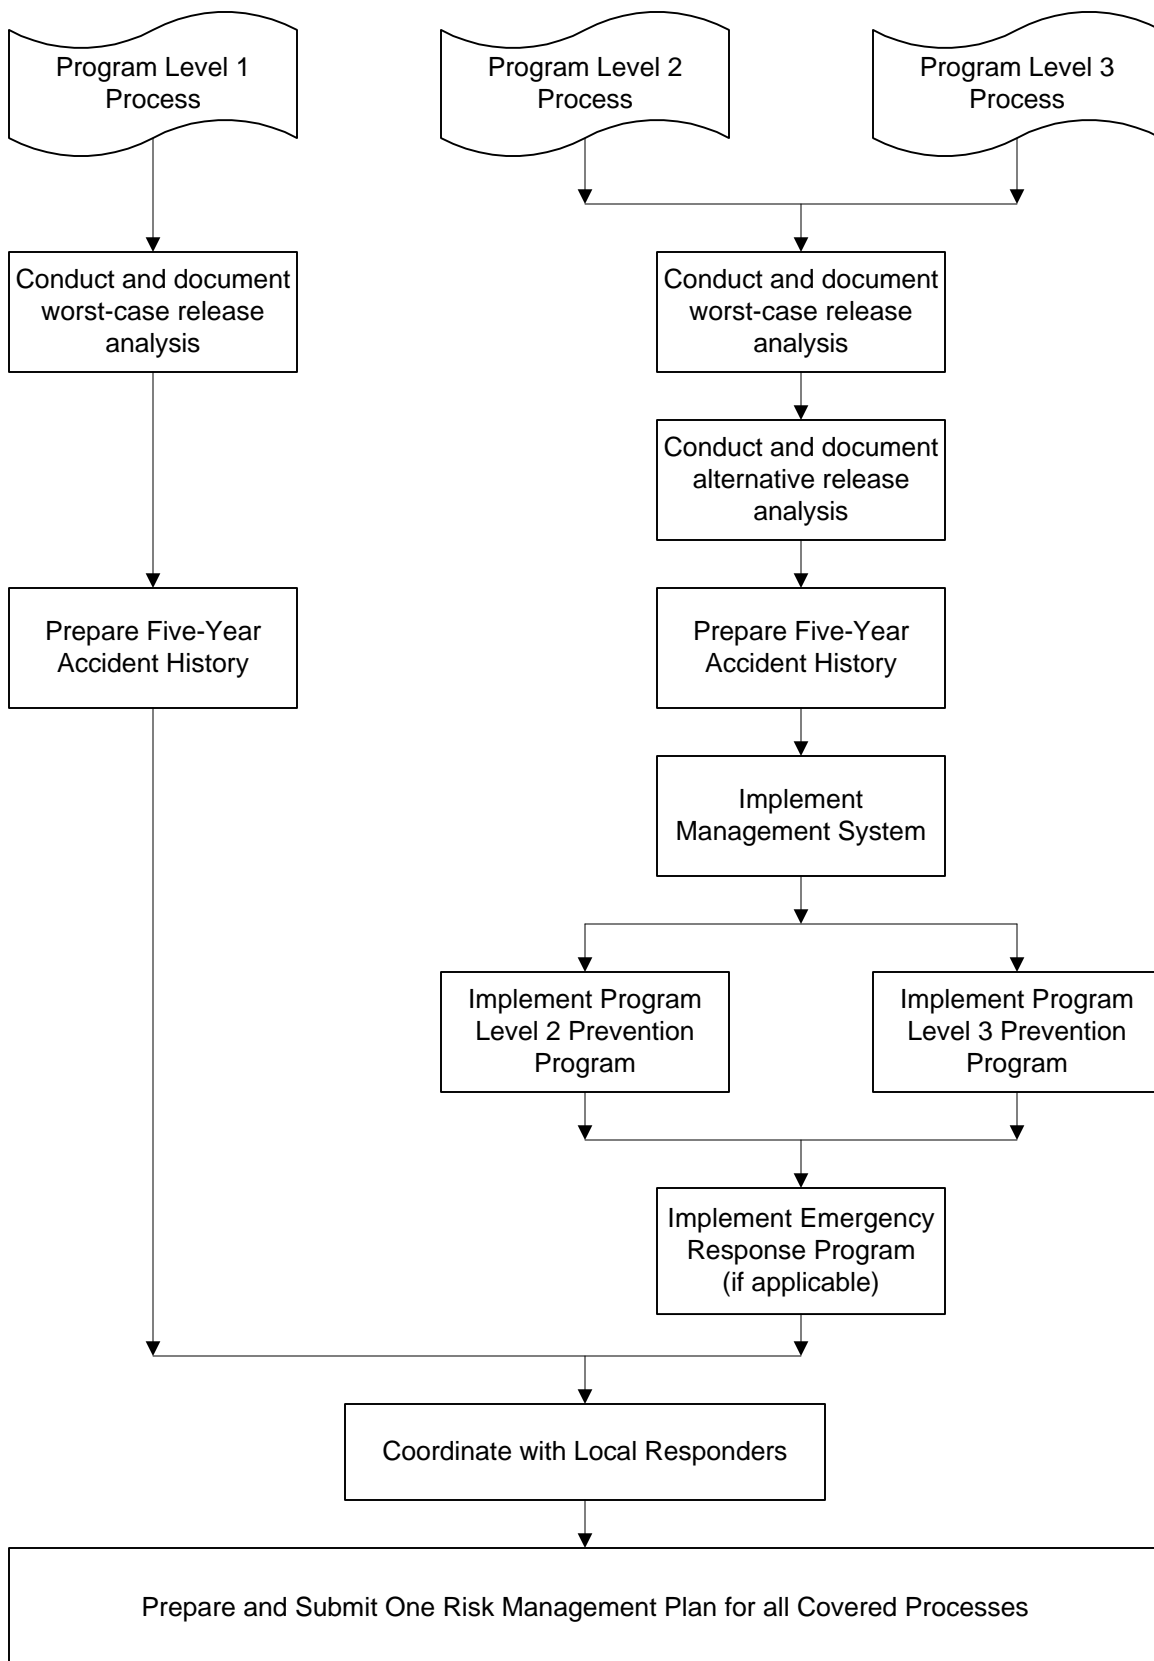 Program Level 1
Process
Program Level 2
Process
Program Level 3
Process
Conduct and document
worst-case release
analysis
Conduct and document
worst-case release
analysis
Conduct and document
alternative release
analysis
Prepare Five-Year
Accident History
Prepare Five-Year
Accident History
Implement
Management System
Implement Program
Level 2 Prevention
Program
Implement Program
Level 3 Prevention
Program
Implement Emergency
Response Program
(if applicable)
Coordinate with Local Responders
Prepare and Submit One Risk Management Plan for all Covered Processes